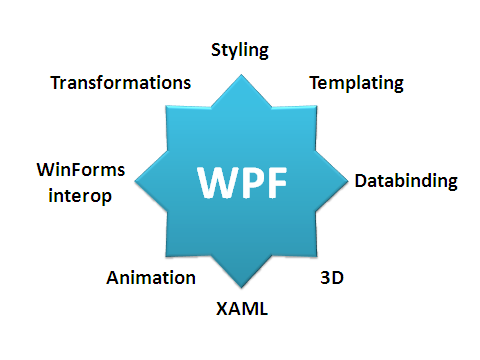 Styling
Transformations
Templating
WinForms
interop
WPF
Databinding
Animation
3D
XAML